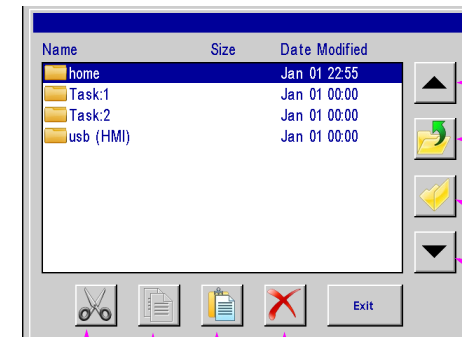 Name Size Date Modified
home Jan 01 22:55
Task:1 Jan 01 00:00
Task:2 Jan 01 00:00
usb (HMI) Jan 01 00:00
Exit